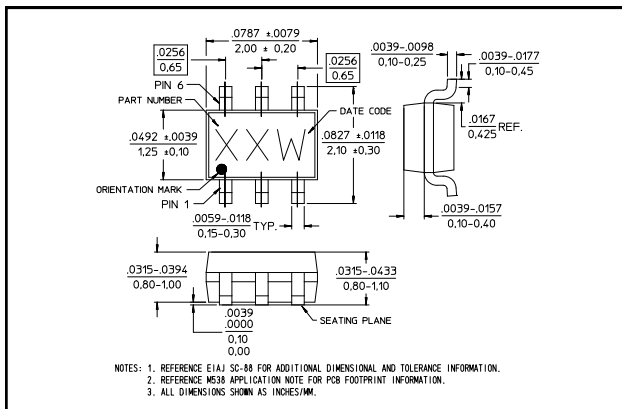 .0787 ±.0079
2,00 ± 0,20
.0256
0.65
.0256
0.65
.0039-.0098
0,10-0,25
.0039-.0177
0,10-0,45
PIN 6
PART NUMBER
DATE CODE
.0167
0,425
REF.
.0492 ±.0039
1,25 ±0,10
XXW
.0827 ±.0118
2,10 ±0,30
ORIENTATION MARK
PIN 1
.0059-.0118
0,15-0,30
TYP.
.0039-.0157
0,10-0,40
.0315-.0394
0,80-1,00
.0315-.0433
0,80-1,10
.0039
.0000
0,10
0,00
SEATING PLANE
NOTES: 1. REFERENCE EIAJ SC-88 FOR ADDITIONAL DIMENSIONAL AND TOLERANCE INFORMATION.
2. REFERENCE M538 APPLICATION NOTE FOR PCB FOOTPRINT INFORMATION.
3. ALL DIMENSIONS SHOWN AS INCHES/MM.